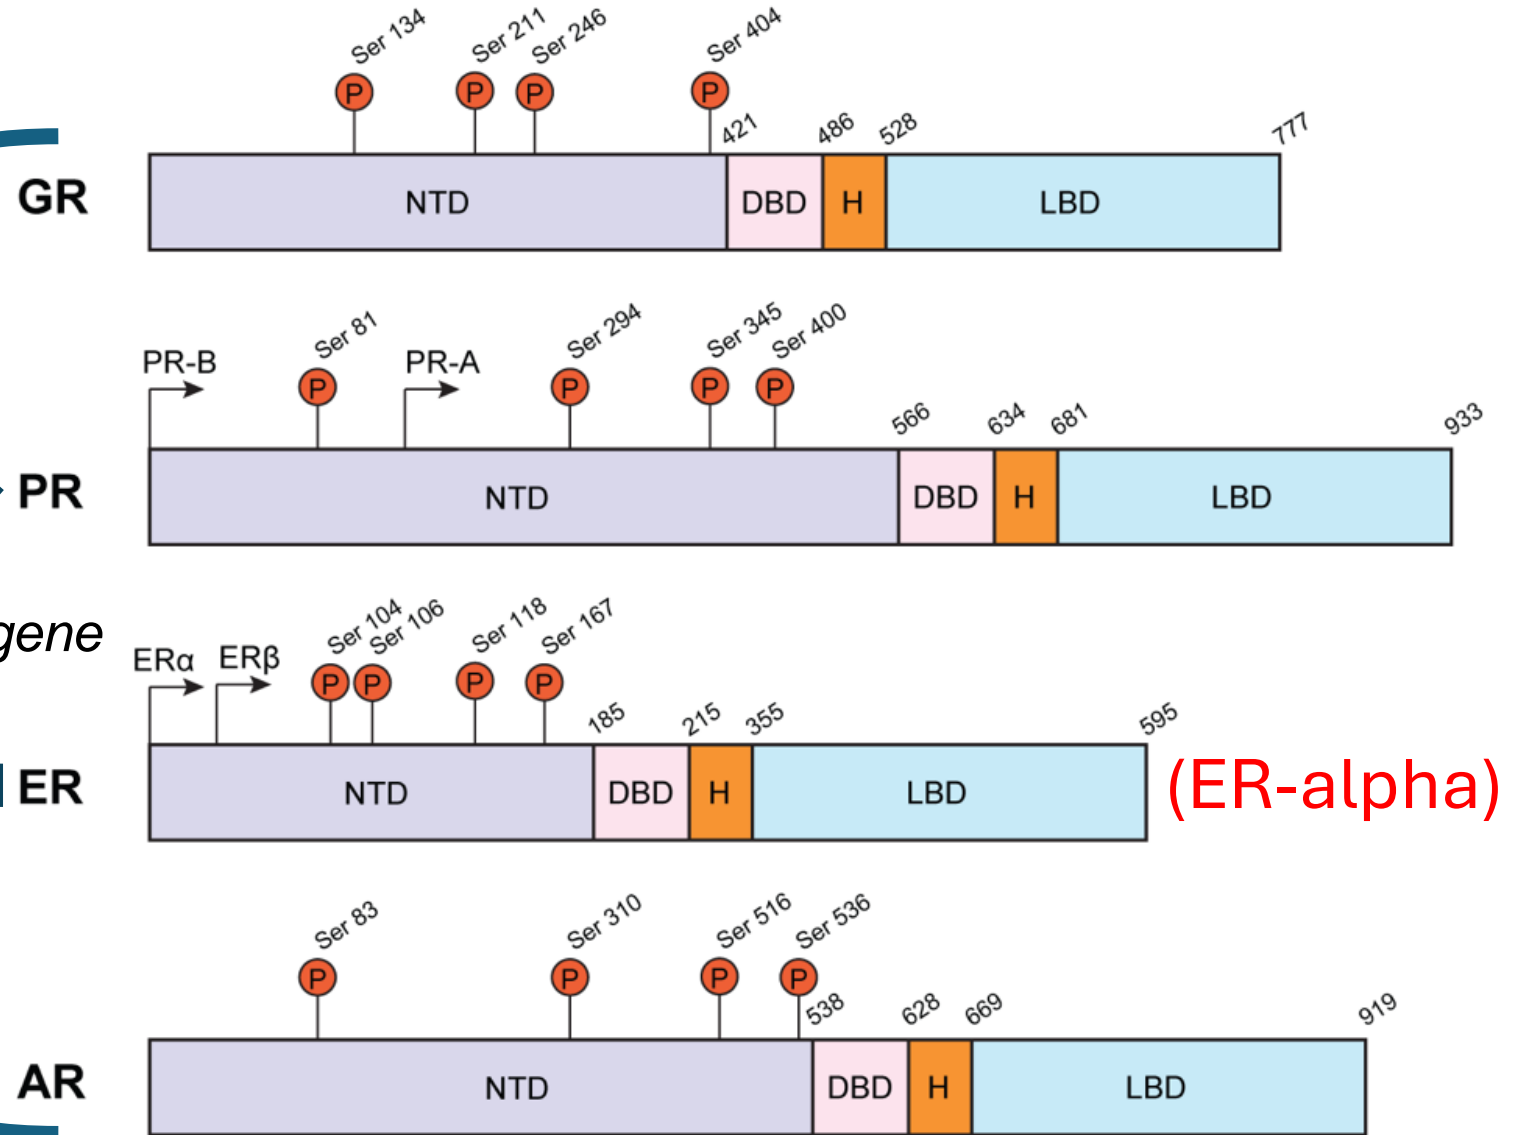 Ser 134
Ser 211
Ser 246
Ser 404
P
P
P
P
421
486
528
777
GR
NTD
DBD
H
LBD
Ser 81
Ser 294
Ser 345
Ser 400
PR-B
PR-A
P
P
P
P
566
634
681
933
PR
NTD
DBD
H
LBD
gene
Ser 104
Ser 106
Ser 118
Ser 167
ERα
ERβ
P
P
P
P
185
215
355
595
ER
NTD
DBD
H
LBD
(ER-alpha)
Ser 83
Ser 310
Ser 516
Ser 536
P
P
P
P
538
628
669
919
AR
NTD
DBD
H
LBD